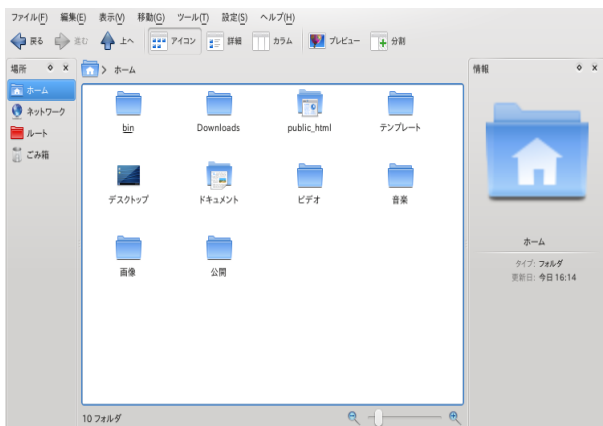 ファイル(F) 編集(E) 表示(V) 移動(G) ツール(T) 設定(S) ヘルプ(H)
戻る 進む 上へ アイコン 詳細 カラム プレビュー 分割
場所
ホーム
ネットワーク
ルート
ごみ箱
> ホーム
bin Downloads public_html テンプレート
デスクトップ ドキュメント ビデオ 音楽
画像 公開
10 フォルダ
情報
ホーム
タイプ: フォルダ
更新日: 今日 16:14